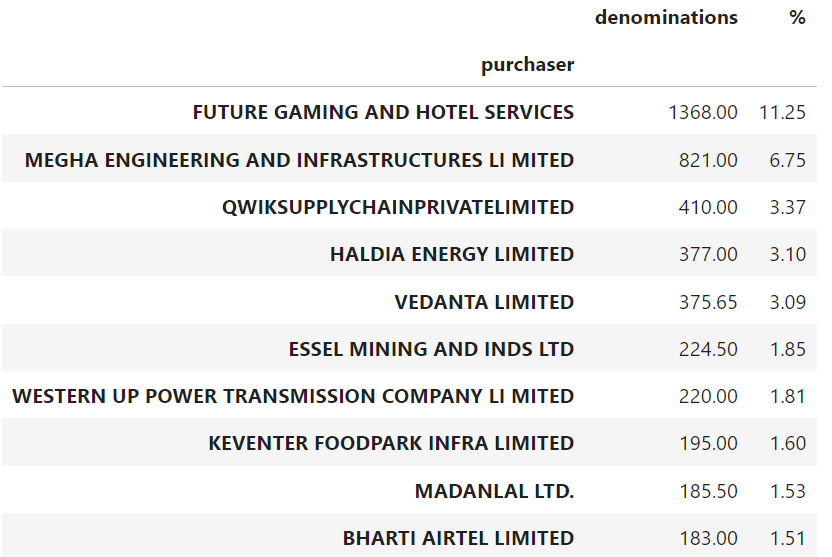 denominations %
purchaser
FUTURE GAMING AND HOTEL SERVICES 1368.00 11.25
MEGHA ENGINEERING AND INFRASTRUCTURES LI MITED 821.00 6.75
QWIKSUPPLYCHAINPRIVATELIMITED 410.00 3.37
HALDIA ENERGY LIMITED 377.00 3.10
VEDANTA LIMITED 375.65 3.09
ESSEL MINING AND INDS LTD 224.50 1.85
WESTERN UP POWER TRANSMISSION COMPANY LI MITED 220.00 1.81
KEVENTER FOODPARK INFRA LIMITED 195.00 1.60
MADANLAL LTD. 185.50 1.53
BHARTI AIRTEL LIMITED 183.00 1.51